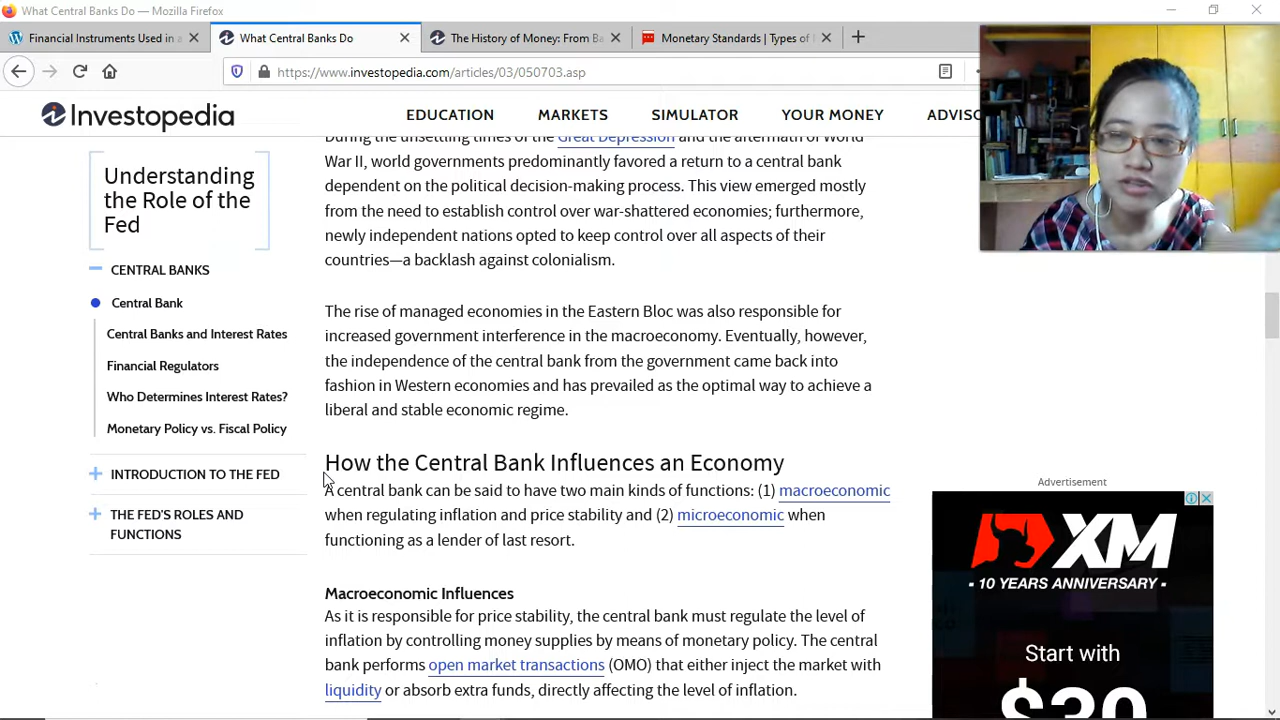 What Central Banks Do — Mozilla Firefox
Financial Instruments Used in a
What Central Banks Do
The History of Money: From Ba
Monetary Standards | Types of
https://www.investopedia.com/articles/03/050703.asp
Investopedia
EDUCATION
MARKETS
SIMULATOR
YOUR MONEY
ADVISO
During the unsettling times of the Great Depression and the aftermath of World
War II, world governments predominantly favored a return to a central bank
dependent on the political decision-making process. This view emerged mostly
from the need to establish control over war-shattered economies; furthermore,
newly independent nations opted to keep control over all aspects of their
countries—a backlash against colonialism.
The rise of managed economies in the Eastern Bloc was also responsible for
increased government interference in the macroeconomy. Eventually, however,
the independence of the central bank from the government came back into
fashion in Western economies and has prevailed as the optimal way to achieve a
liberal and stable economic regime.
How the Central Bank Influences an Economy
A central bank can be said to have two main kinds of functions: (1) macroeconomic
when regulating inflation and price stability and (2) microeconomic when
functioning as a lender of last resort.
Macroeconomic Influences
As it is responsible for price stability, the central bank must regulate the level of
inflation by controlling money supplies by means of monetary policy. The central
bank performs open market transactions (OMO) that either inject the market with
liquidity or absorb extra funds, directly affecting the level of inflation.
Understanding
the Role of the
Fed
CENTRAL BANKS
Central Bank
Central Banks and Interest Rates
Financial Regulators
Who Determines Interest Rates?
Monetary Policy vs. Fiscal Policy
INTRODUCTION TO THE FED
THE FED'S ROLES AND
FUNCTIONS
Advertisement
XM
- 10 YEARS ANNIVERSARY -
Start with
$30